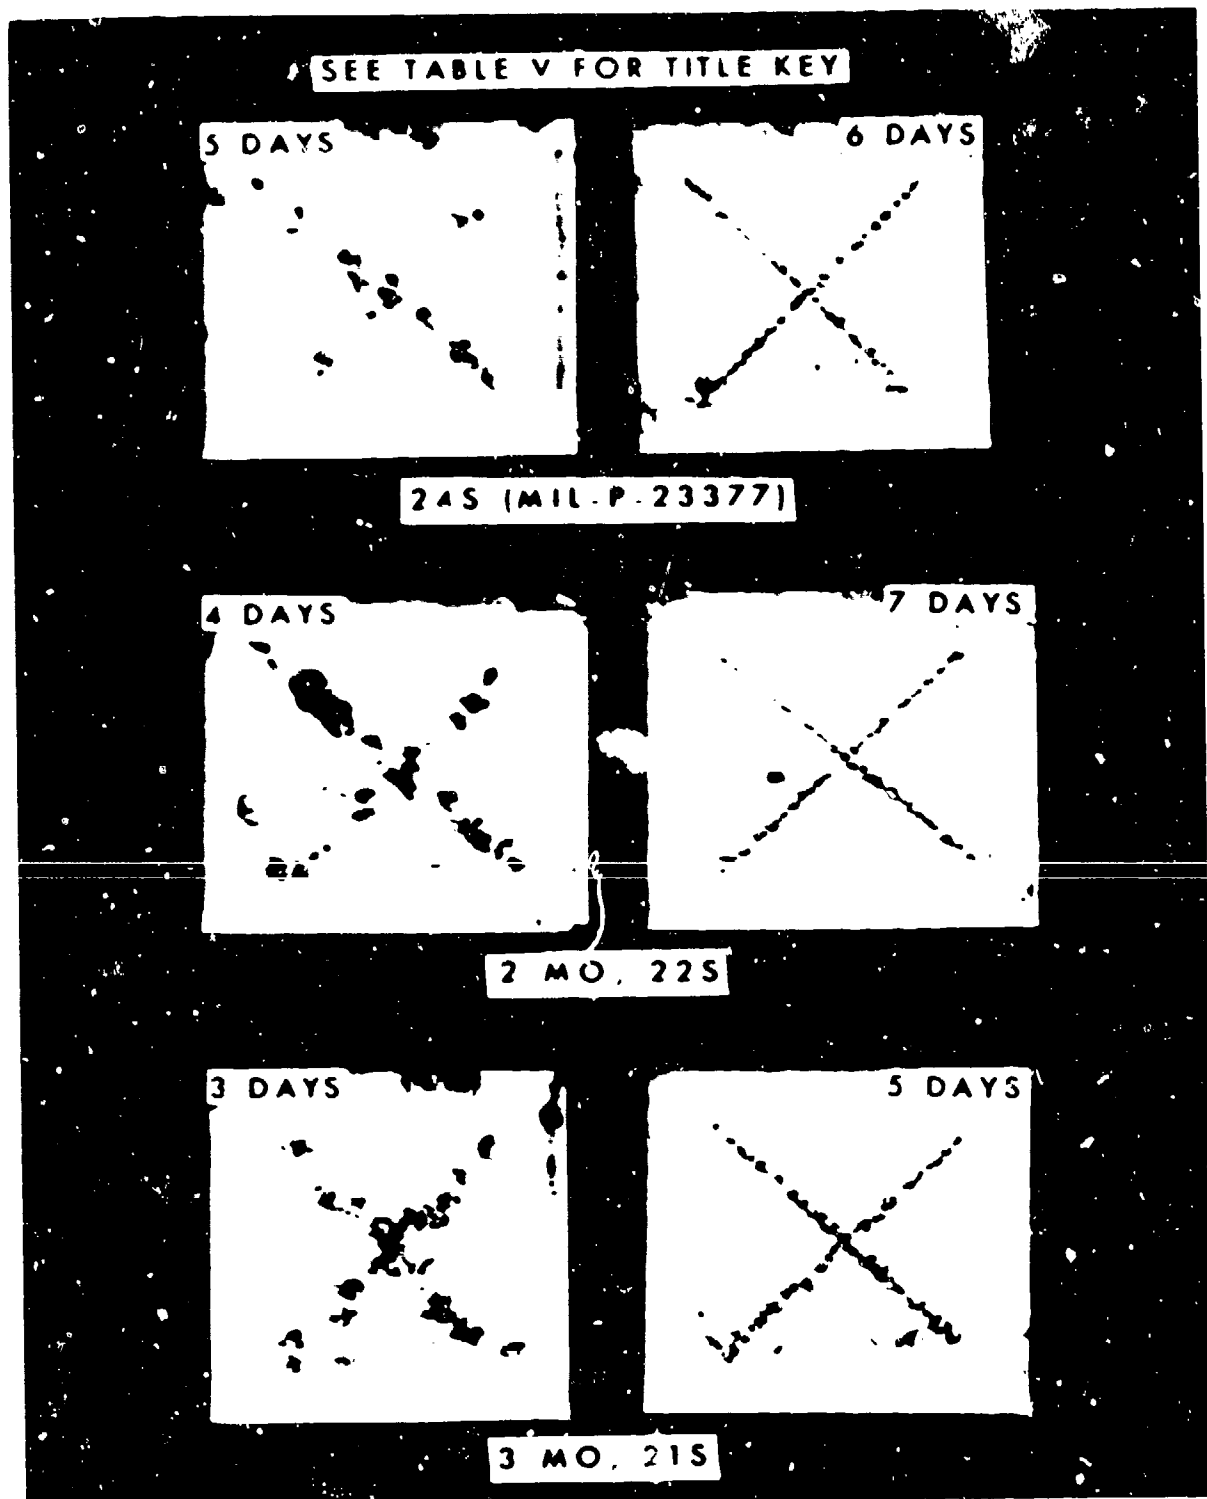 SEE TABLE V FOR TITLE KEY
5 DAYS
6 DAYS
24S (MIL-P-23377)
4 DAYS
7 DAYS
2 MO, 22S
3 DAYS
5 DAYS
3 MO, 21S